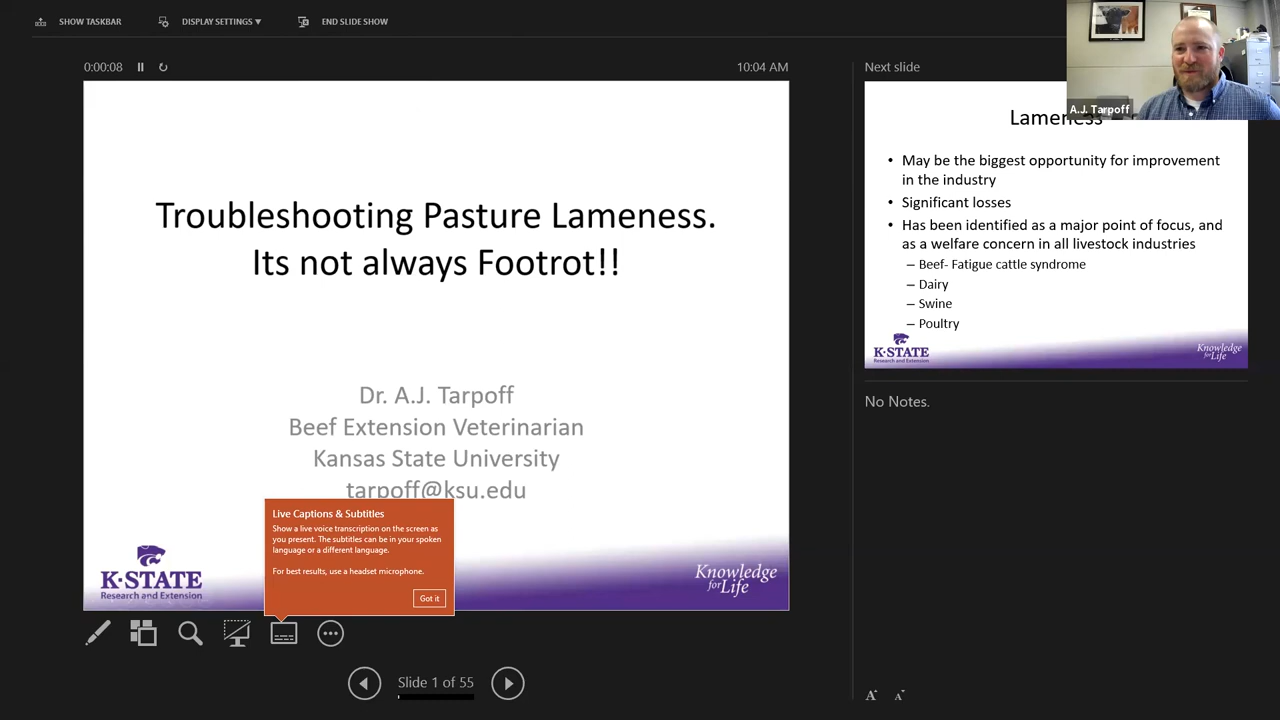 SHOW TASKBAR
DISPLAY SETTINGS ▼
END SLIDE SHOW
0:00:08
10:04 AM
Troubleshooting Pasture Lameness.
Its not always Footrot!!
Dr. A.J. Tarpoff
Beef Extension Veterinarian
Kansas State University
tarpoff@ksu.edu
Live Captions & Subtitles
Show a live voice transcription on the screen as
you present. The subtitles can be in your spoken
language or a different language.
For best results, use a headset microphone.
Got it
K-STATE
Research and Extension
Knowledge
for Life
Slide 1 of 55
Next slide
A.J. Tarpoff
Lameness
• May be the biggest opportunity for improvement
in the industry
• Significant losses
• Has been identified as a major point of focus, and
as a welfare concern in all livestock industries
– Beef- Fatigue cattle syndrome
– Dairy
– Swine
– Poultry
K-STATE
Research and Extension
Knowledge
for Life
No Notes.
A
A